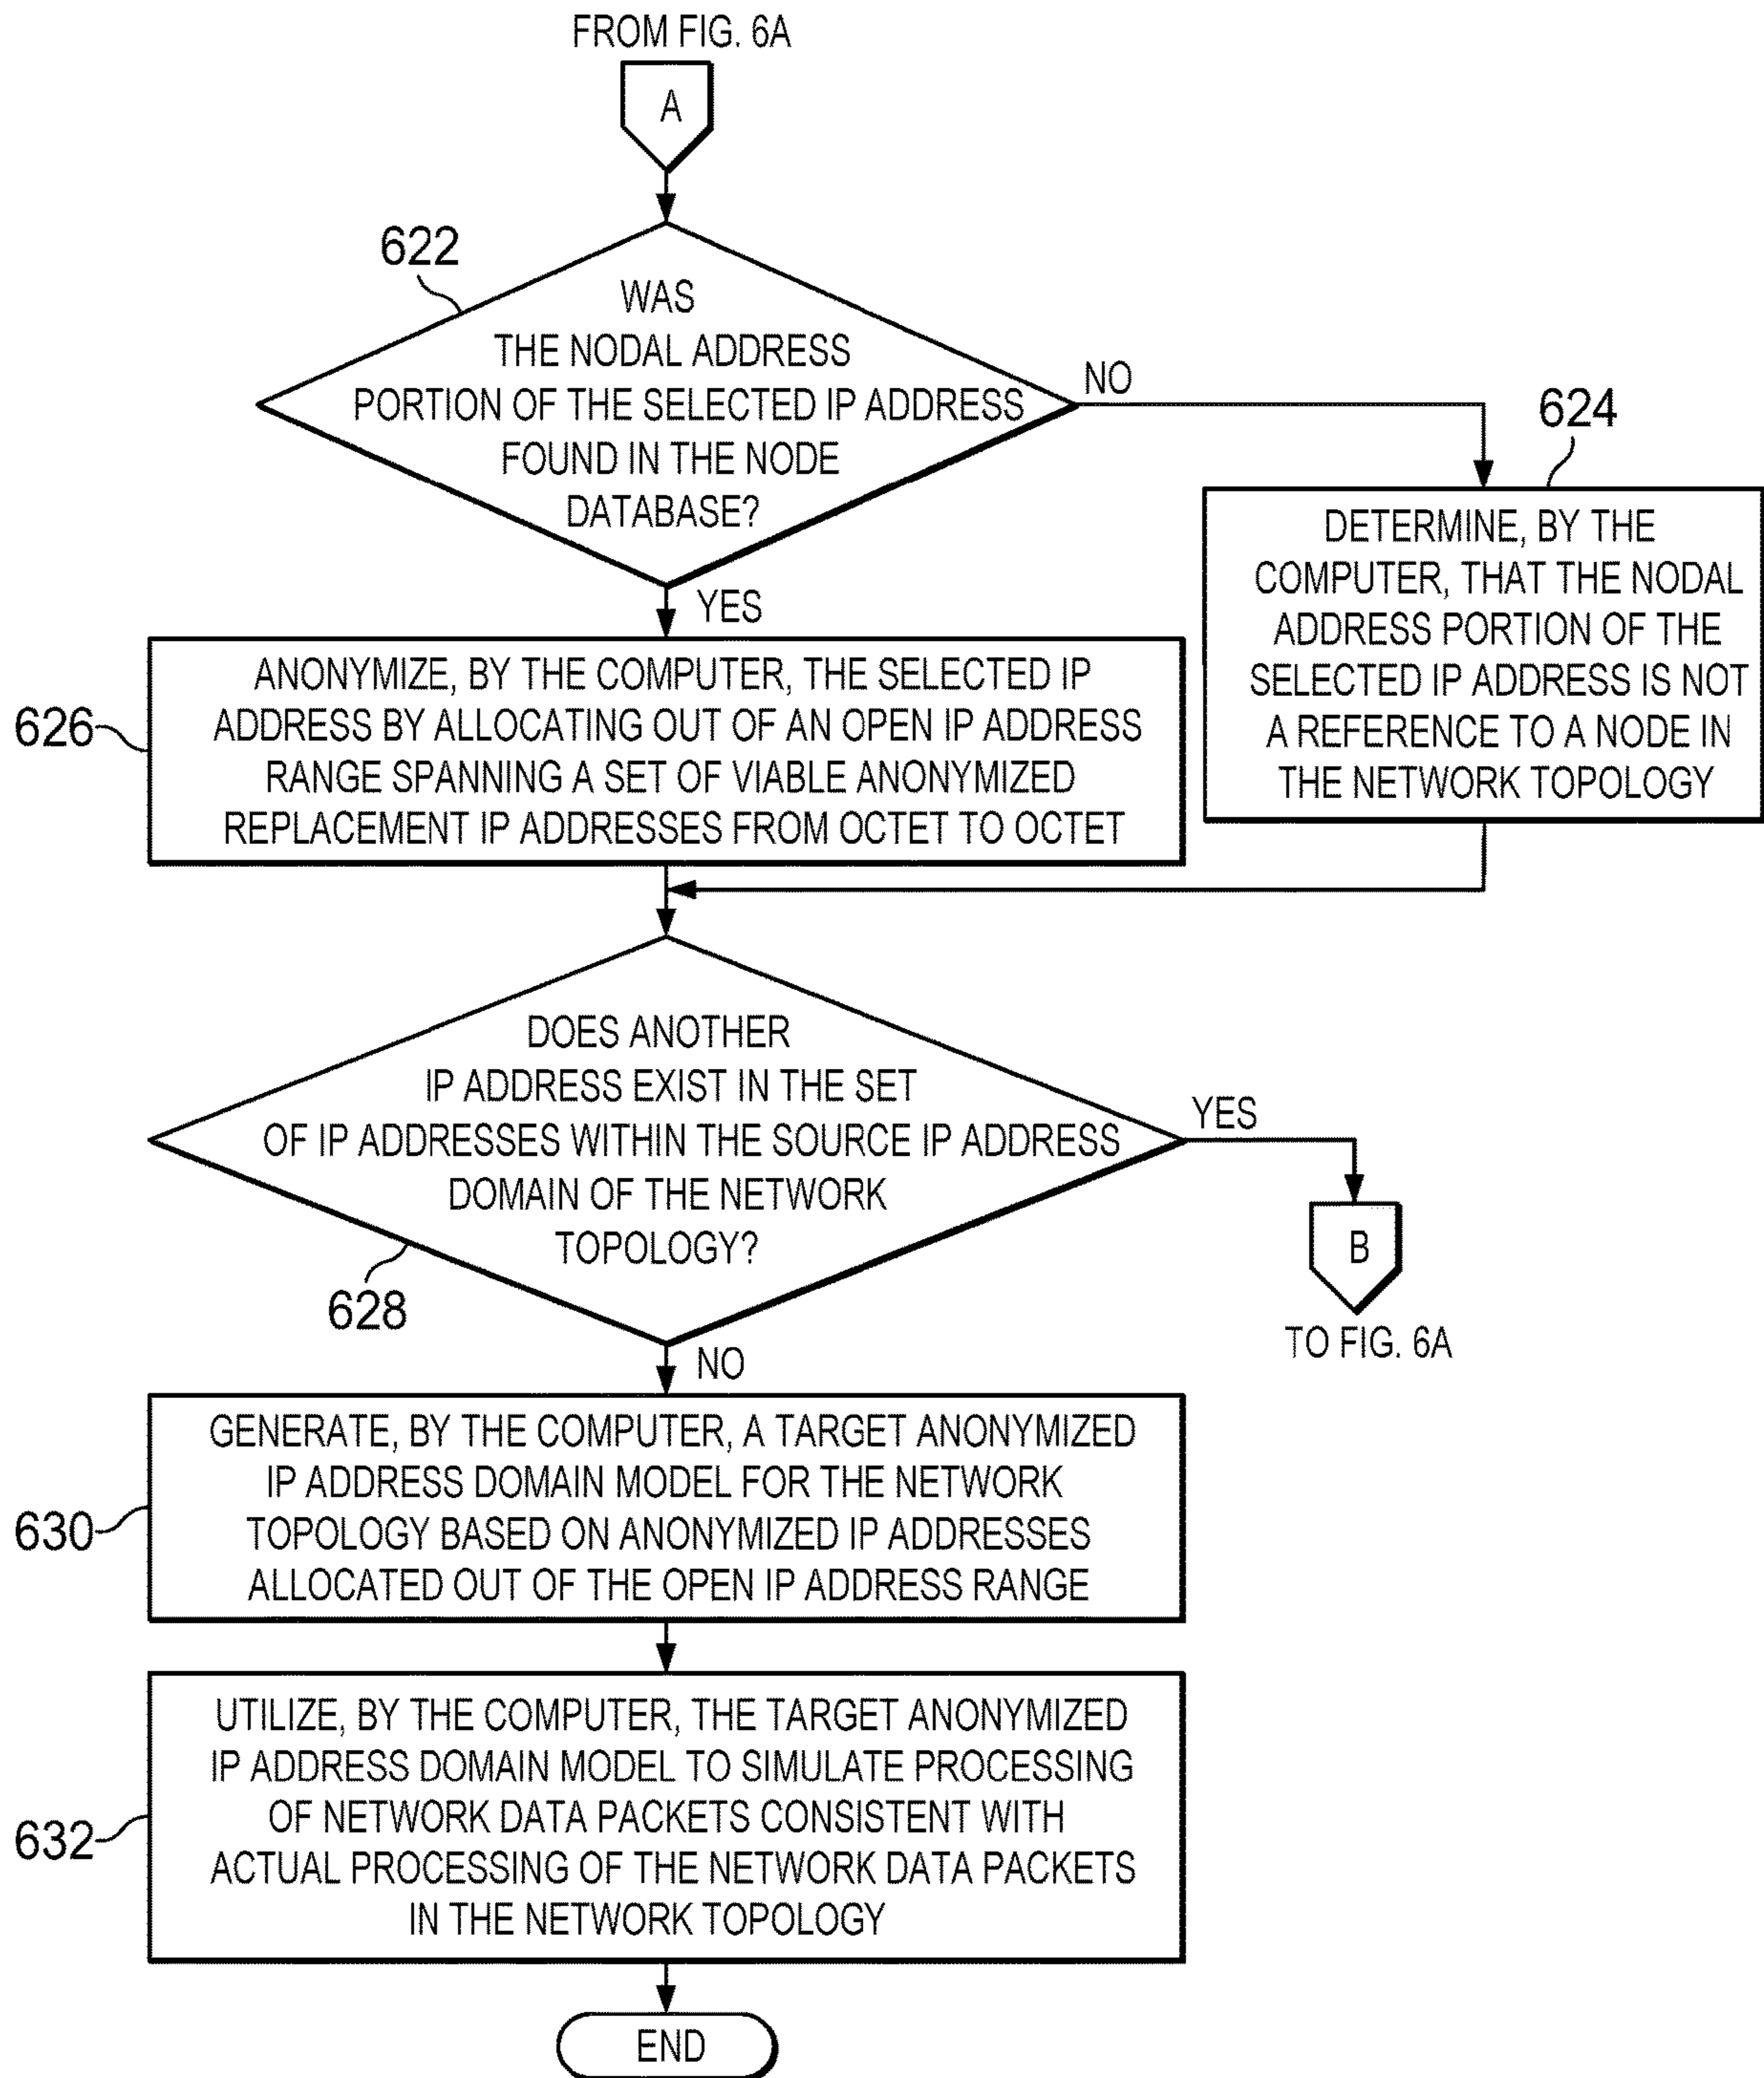 FROM FIG. 6A
A
622
WAS
THE NODAL ADDRESS
PORTION OF THE SELECTED IP ADDRESS
FOUND IN THE NODE
DATABASE?
NO
YES
624
DETERMINE, BY THE
COMPUTER, THAT THE NODAL
ADDRESS PORTION OF THE
SELECTED IP ADDRESS IS NOT
A REFERENCE TO A NODE IN
THE NETWORK TOPOLOGY
626
ANONYMIZE, BY THE COMPUTER, THE SELECTED IP
ADDRESS BY ALLOCATING OUT OF AN OPEN IP ADDRESS
RANGE SPANNING A SET OF VIABLE ANONYMIZED
REPLACEMENT IP ADDRESSES FROM OCTET TO OCTET
DOES ANOTHER
IP ADDRESS EXIST IN THE SET
OF IP ADDRESSES WITHIN THE SOURCE IP ADDRESS
DOMAIN OF THE NETWORK
TOPOLOGY?
628
YES
B
TO FIG. 6A
NO
630
GENERATE, BY THE COMPUTER, A TARGET ANONYMIZED
IP ADDRESS DOMAIN MODEL FOR THE NETWORK
TOPOLOGY BASED ON ANONYMIZED IP ADDRESSES
ALLOCATED OUT OF THE OPEN IP ADDRESS RANGE
632
UTILIZE, BY THE COMPUTER, THE TARGET ANONYMIZED
IP ADDRESS DOMAIN MODEL TO SIMULATE PROCESSING
OF NETWORK DATA PACKETS CONSISTENT WITH
ACTUAL PROCESSING OF THE NETWORK DATA PACKETS
IN THE NETWORK TOPOLOGY
END